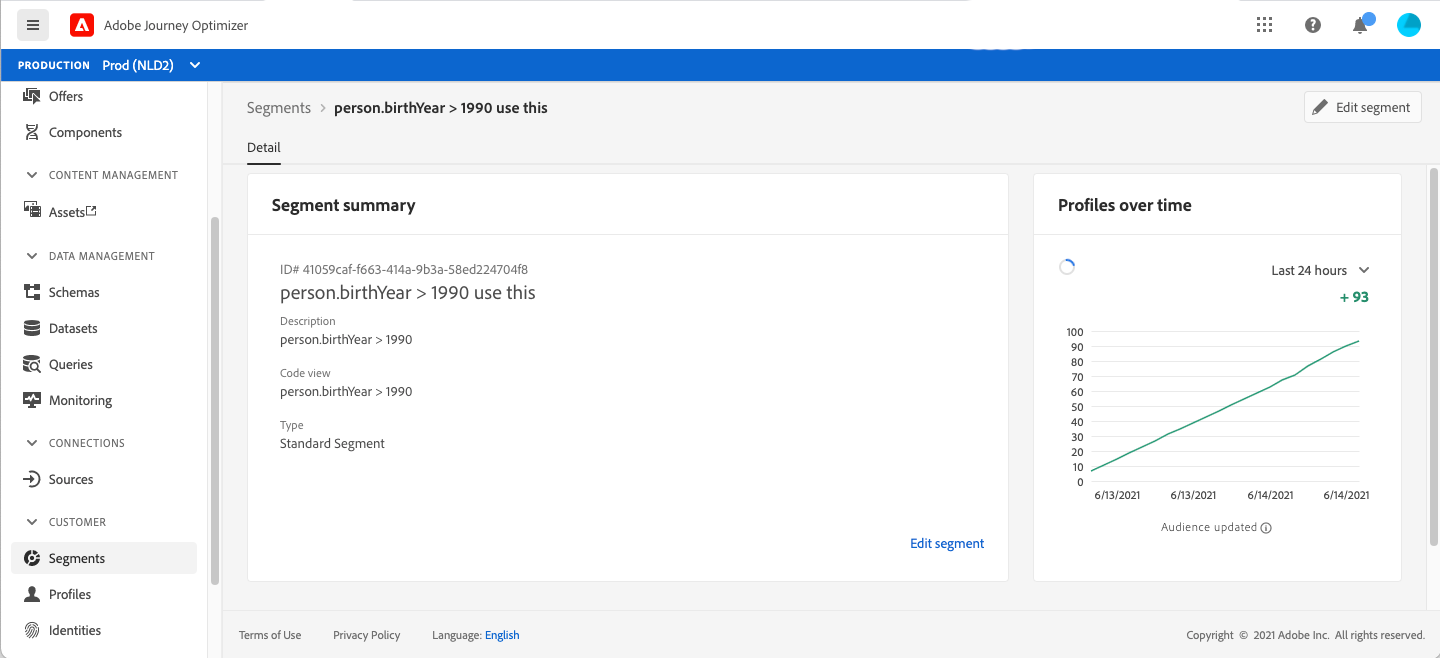 Adobe Journey Optimizer
PRODUCTION Prod (NLD2)
Offers
Components
CONTENT MANAGEMENT
Assets
DATA MANAGEMENT
Schemas
Datasets
Queries
Monitoring
CONNECTIONS
Sources
CUSTOMER
Segments
Profiles
Identities
Segments > person.birthYear > 1990 use this
Edit segment
Detail
Segment summary
ID# 41059caf-f663-414a-9b3a-58ed224704f8
person.birthYear > 1990 use this
Description
person.birthYear > 1990
Code view
person.birthYear > 1990
Type
Standard Segment
Edit segment
Profiles over time
Last 24 hours
+ 93
100
90
80
70
60
50
40
30
20
10
0
6/13/2021 6/13/2021 6/14/2021 6/14/2021
Audience updated
Terms of Use Privacy Policy Language: English Copyright © 2021 Adobe Inc. All rights reserved.